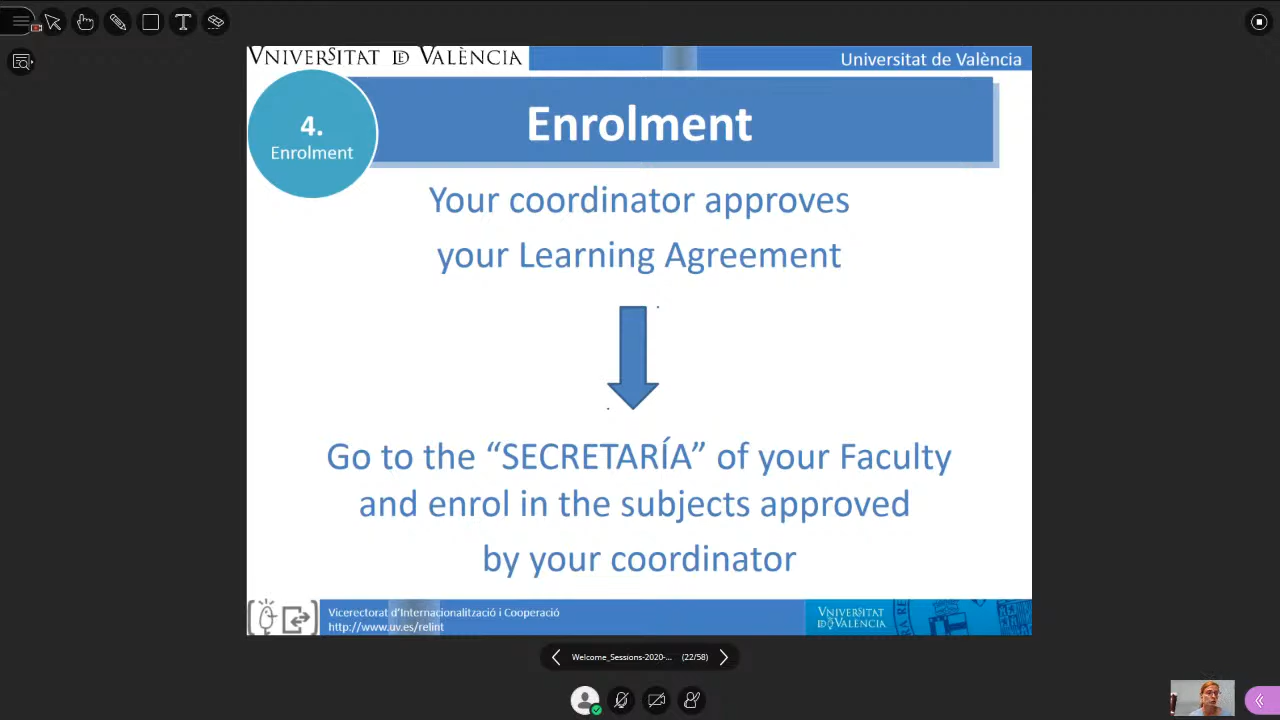 VNIVERSITAT DE VALÈNCIA
Universitat de València
4.
Enrolment
Enrolment
Your coordinator approves
your Learning Agreement
Go to the “SECRETARÍA” of your Faculty
and enrol in the subjects approved
by your coordinator
Vicerectorat d'Internacionalització i Cooperació
http://www.uv.es/relint
VNIVERSITAT
DE VALÈNCIA
Welcome_Sessions-2020-... (22/58)